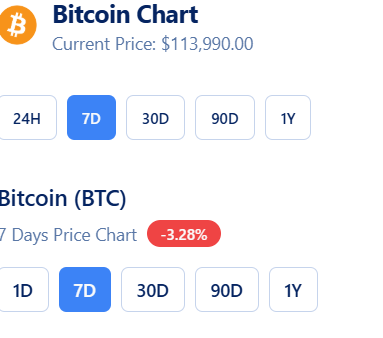 Bitcoin Chart
Current Price: $113,990.00
24H 7D 30D 90D 1Y
Bitcoin (BTC)
7 Days Price Chart -3.28%
1D 7D 30D 90D 1Y